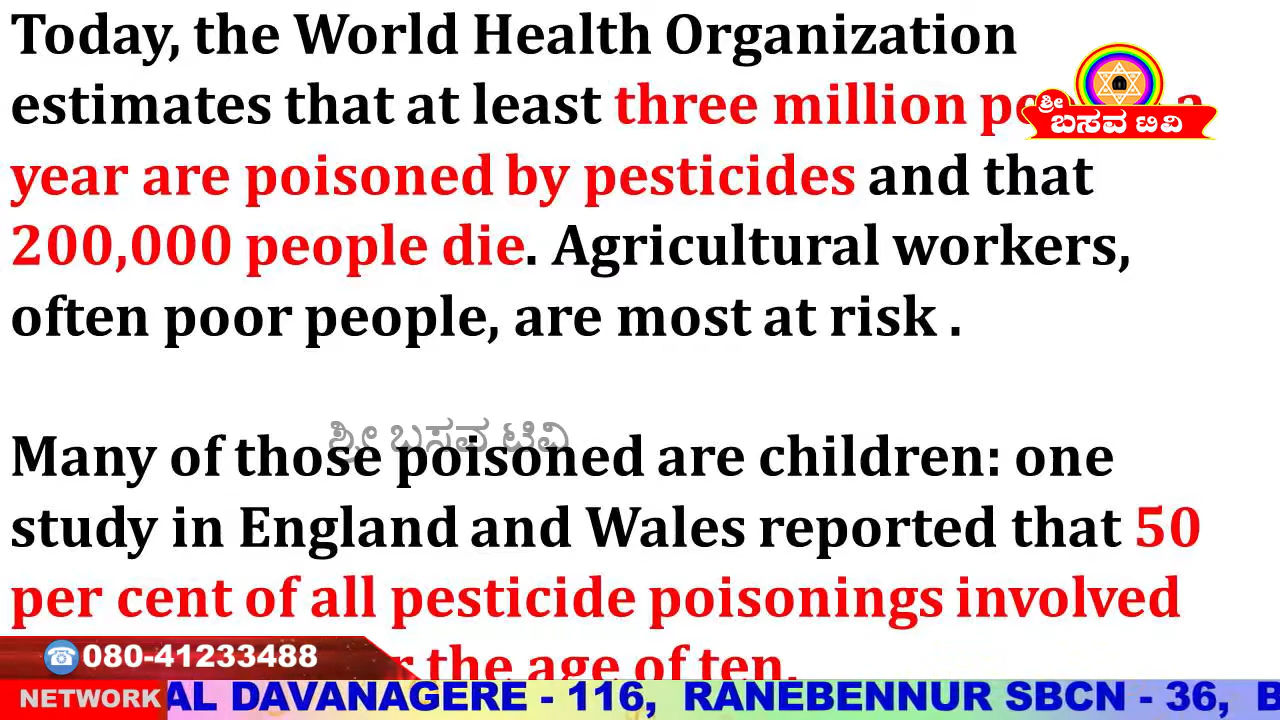 Today, the World Health Organization
estimates that at least three million
ಶ್ರೀ
ಬಸವ ಟಿವಿ
year are poisoned by pesticides and that
200,000 people die. Agricultural workers,
often poor people, are most at risk .
ಶ್ರೀ ಬಸವ ಟಿವಿ
Many of those poisoned are children: one
study in England and Wales reported that 50
per cent of all pesticide poisonings involved
the age of ten.
080-41233488
NETWORK AL DAVANAGERE - 116, RANEBENNUR SBCN - 36, B